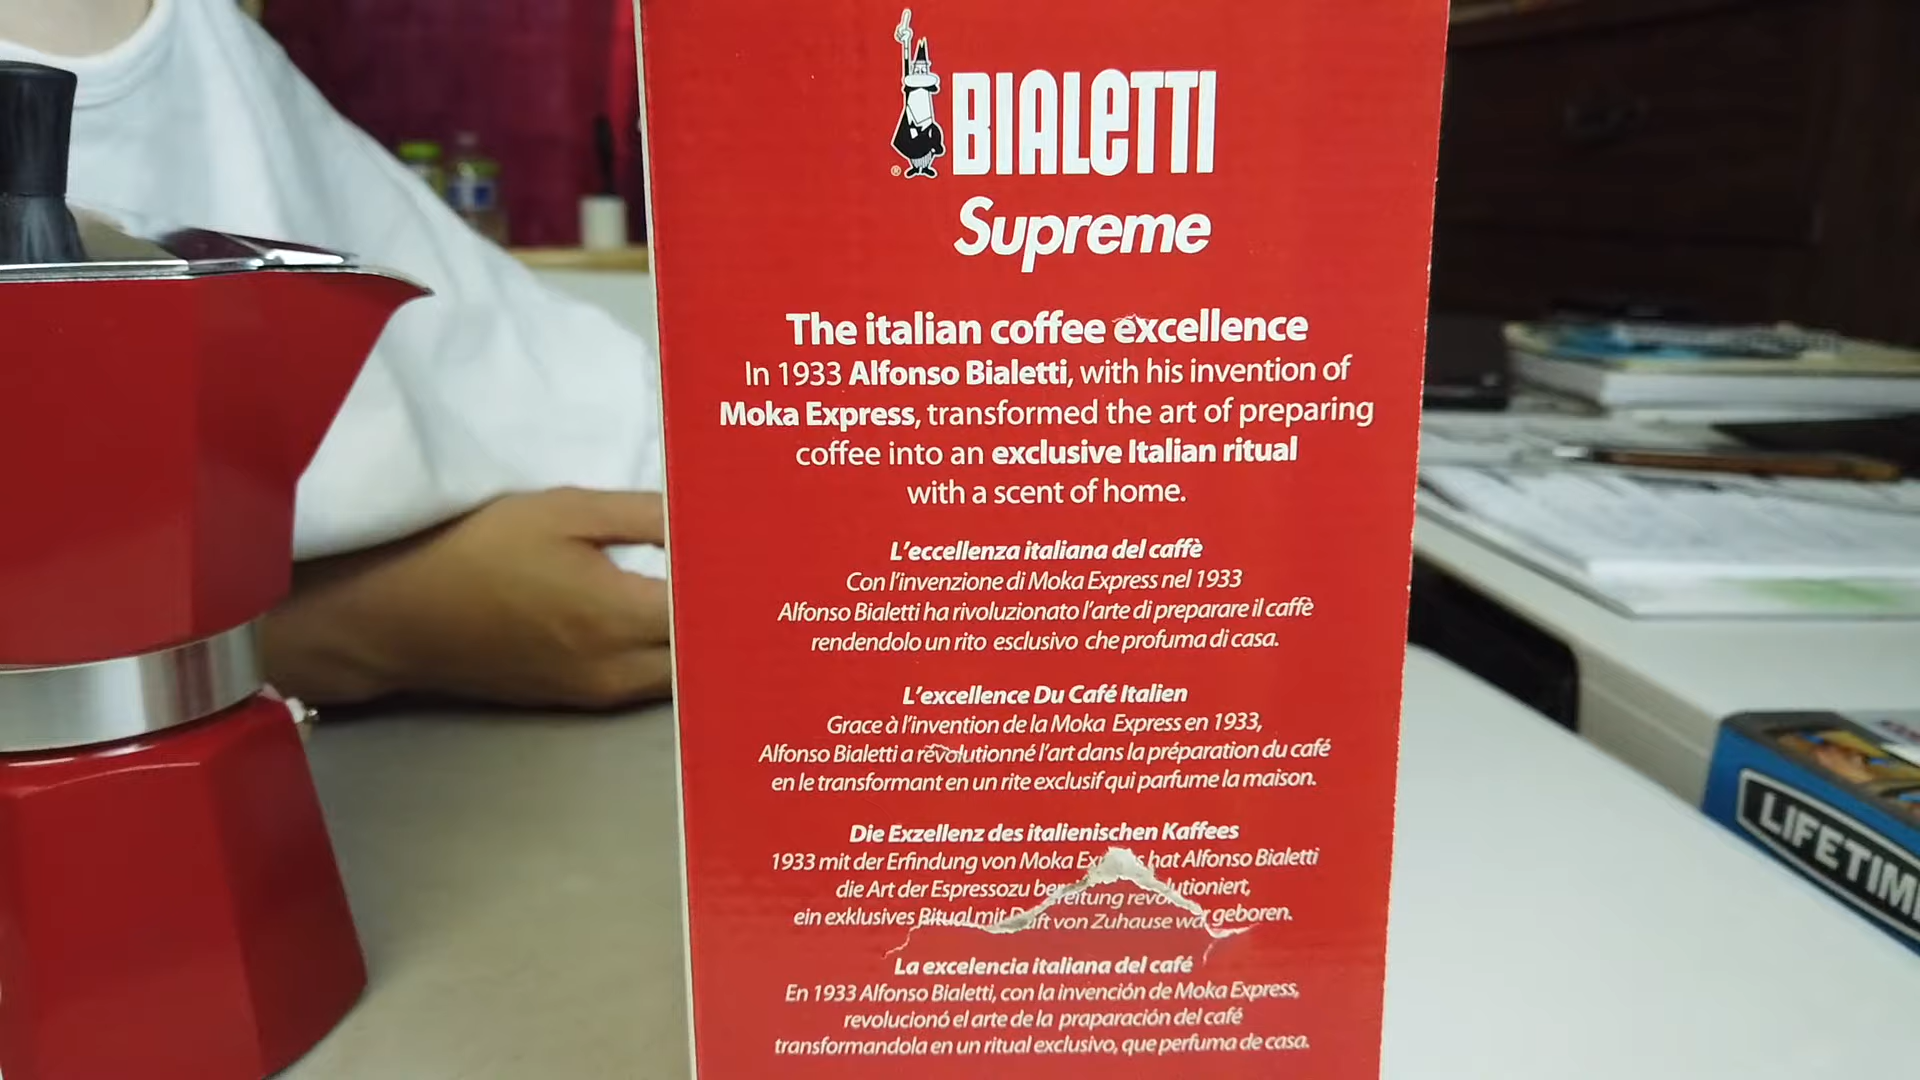 BIALETTI
Supreme
The italian coffee excellence
In 1933 Alfonso Bialetti, with his invention of
Moka Express, transformed the art of preparing
coffee into an exclusive Italian ritual
with a scent of home.
L'eccellenza italiana del caffè
Con l'invenzione di Moka Express nel 1933
Alfonso Bialetti ha rivoluzionato l'arte di preparare il caffè
rendendolo un rito esclusivo che profuma di casa.
L'excellence Du Café Italien
Grace à l'invention de la Moka Express en 1933,
Alfonso Bialetti a révolutionné l'art dans la préparation du café
en le transformant en un rite exclusif qui parfume la maison.
Die Exzellenz des italienischen Kaffees
1933 mit der Erfindung von Moka hat Alfonso Bialetti
die Art der Espressozu
ein exklusives Ritual mit von Zuhause war geboren.
La excelencia italiana del café
En 1933 Alfonso Bialetti, con la invención de Moka Express,
revolucionó el arte de la praparación del café
transformandola en un ritual exclusivo, que perfuma de casa.